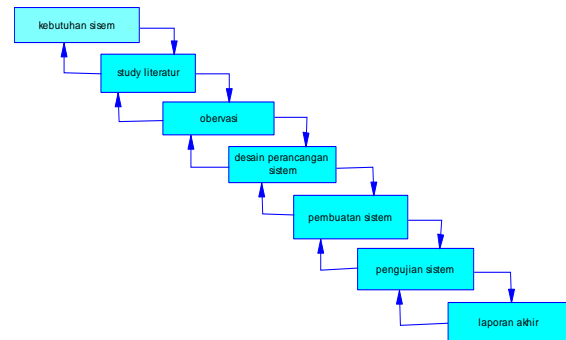 kebutuhan sisem
study literatur
obervasi
desain perancangan
sistem
pembuatan sistem
pengujian sistem
laporan akhir